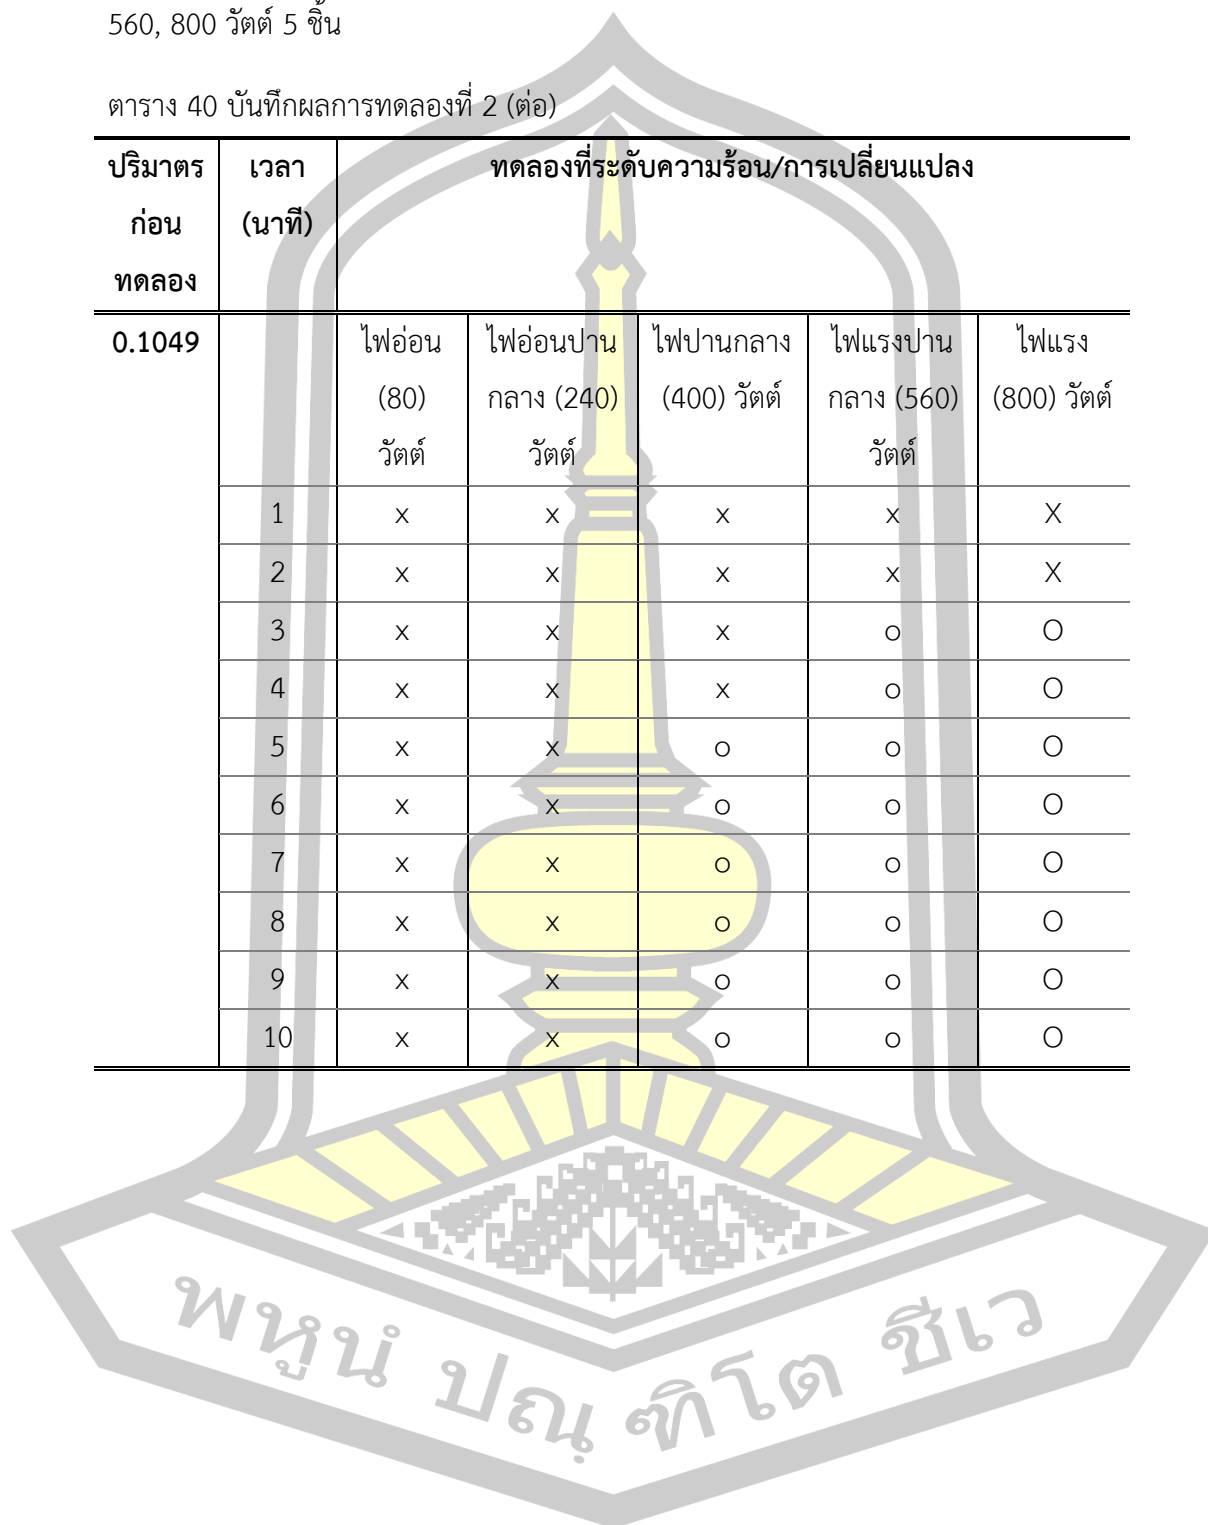 560, 800 วัตต์ 5 ชิ้น
ตาราง 40 บันทึกผลการทดลองที่ 2 (ต่อ)
ปริมาตร เวลา ทดลองที่ระดับความร้อน/การเปลี่ยนแปลง
ก่อน (นาที)
ทดลอง
0.1049 ไฟอ่อน ไฟอ่อนปาน ไฟปานกลาง ไฟแรงปาน ไฟแรง
(80) กลาง (240) (400) วัตต์ กลาง (560) (800) วัตต์
วัตต์ วัตต์ วัตต์
1 x x x x X
2 x x x x X
3 x x x o O
4 x x x o O
5 x x o o O
6 x x o o O
7 x x o o O
8 x x o o O
9 x x o o O
10 x x o o O
พหูนํ ปณฺฑิโต ชีเว